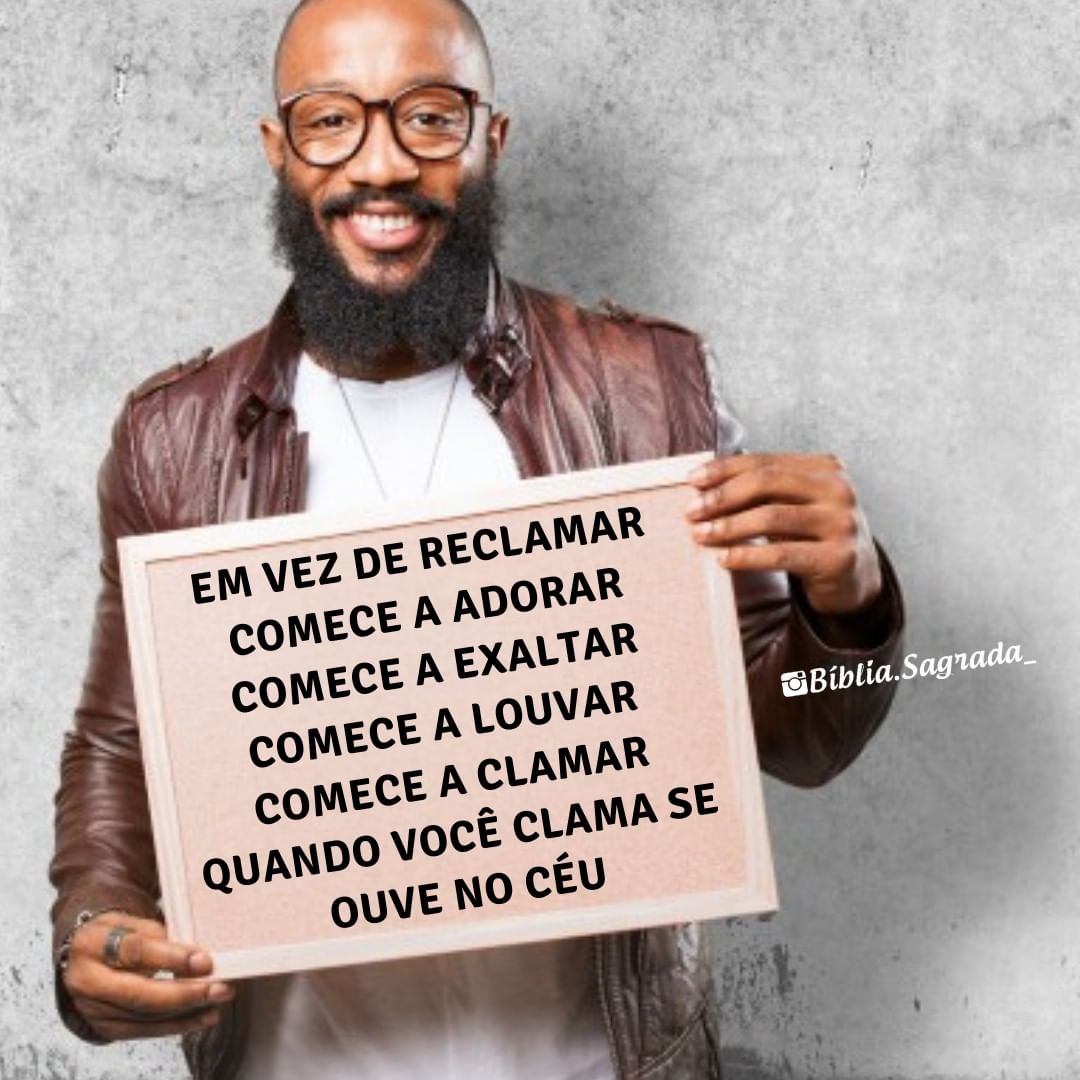 EM VEZ DE RECLAMAR
COMECE A ADORAR
COMECE A EXALTAR
COMECE A LOUVAR
COMECE A CLAMAR
QUANDO VOCÊ CLAMA SE
OUVE NO CÉU
Bíblia.Sagrada_